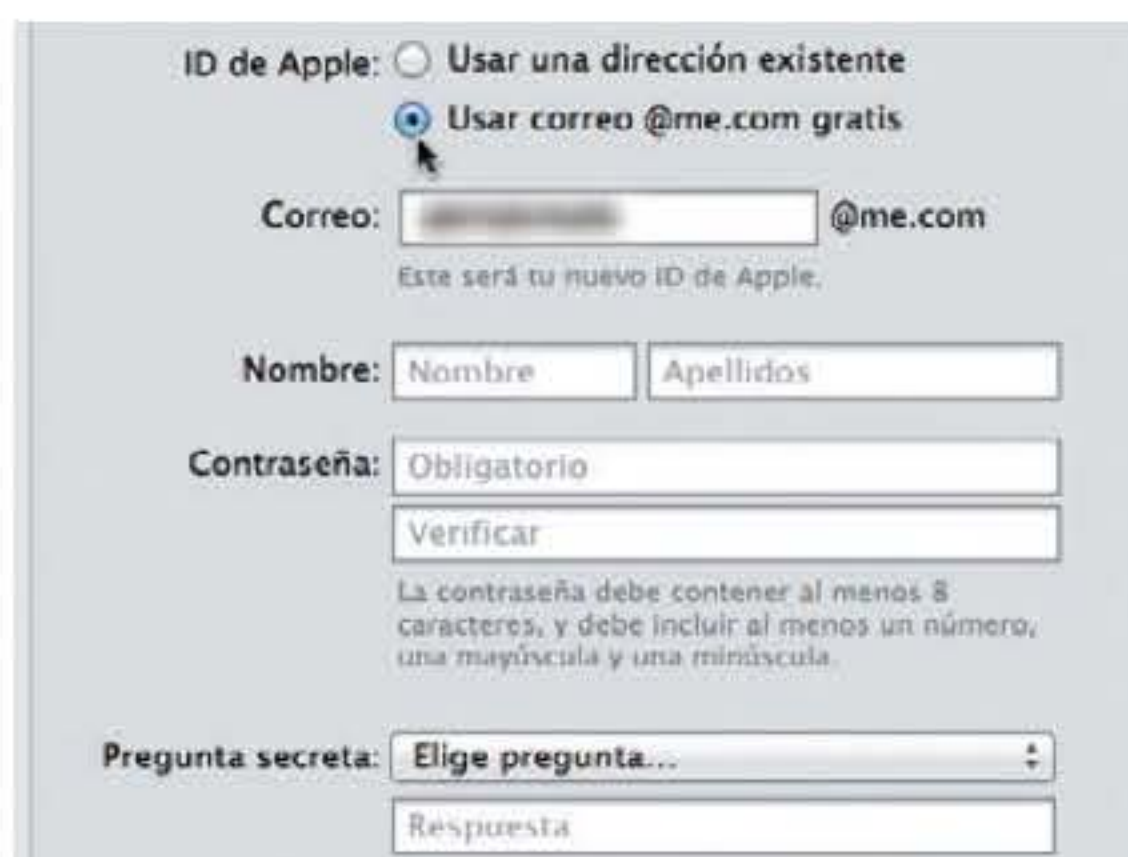 ID de Apple: Usar una dirección existente
Usar correo @me.com gratis
Correo: @me.com
Este será tu nuevo ID de Apple.
Nombre: Nombre Apellidos
Contraseña: Obligatorio
Verificar
La contraseña debe contener al menos 8
caracteres, y debe incluir al menos un número,
una mayúscula y una minúscula.
Pregunta secreta: Elige pregunta...
Respuesta